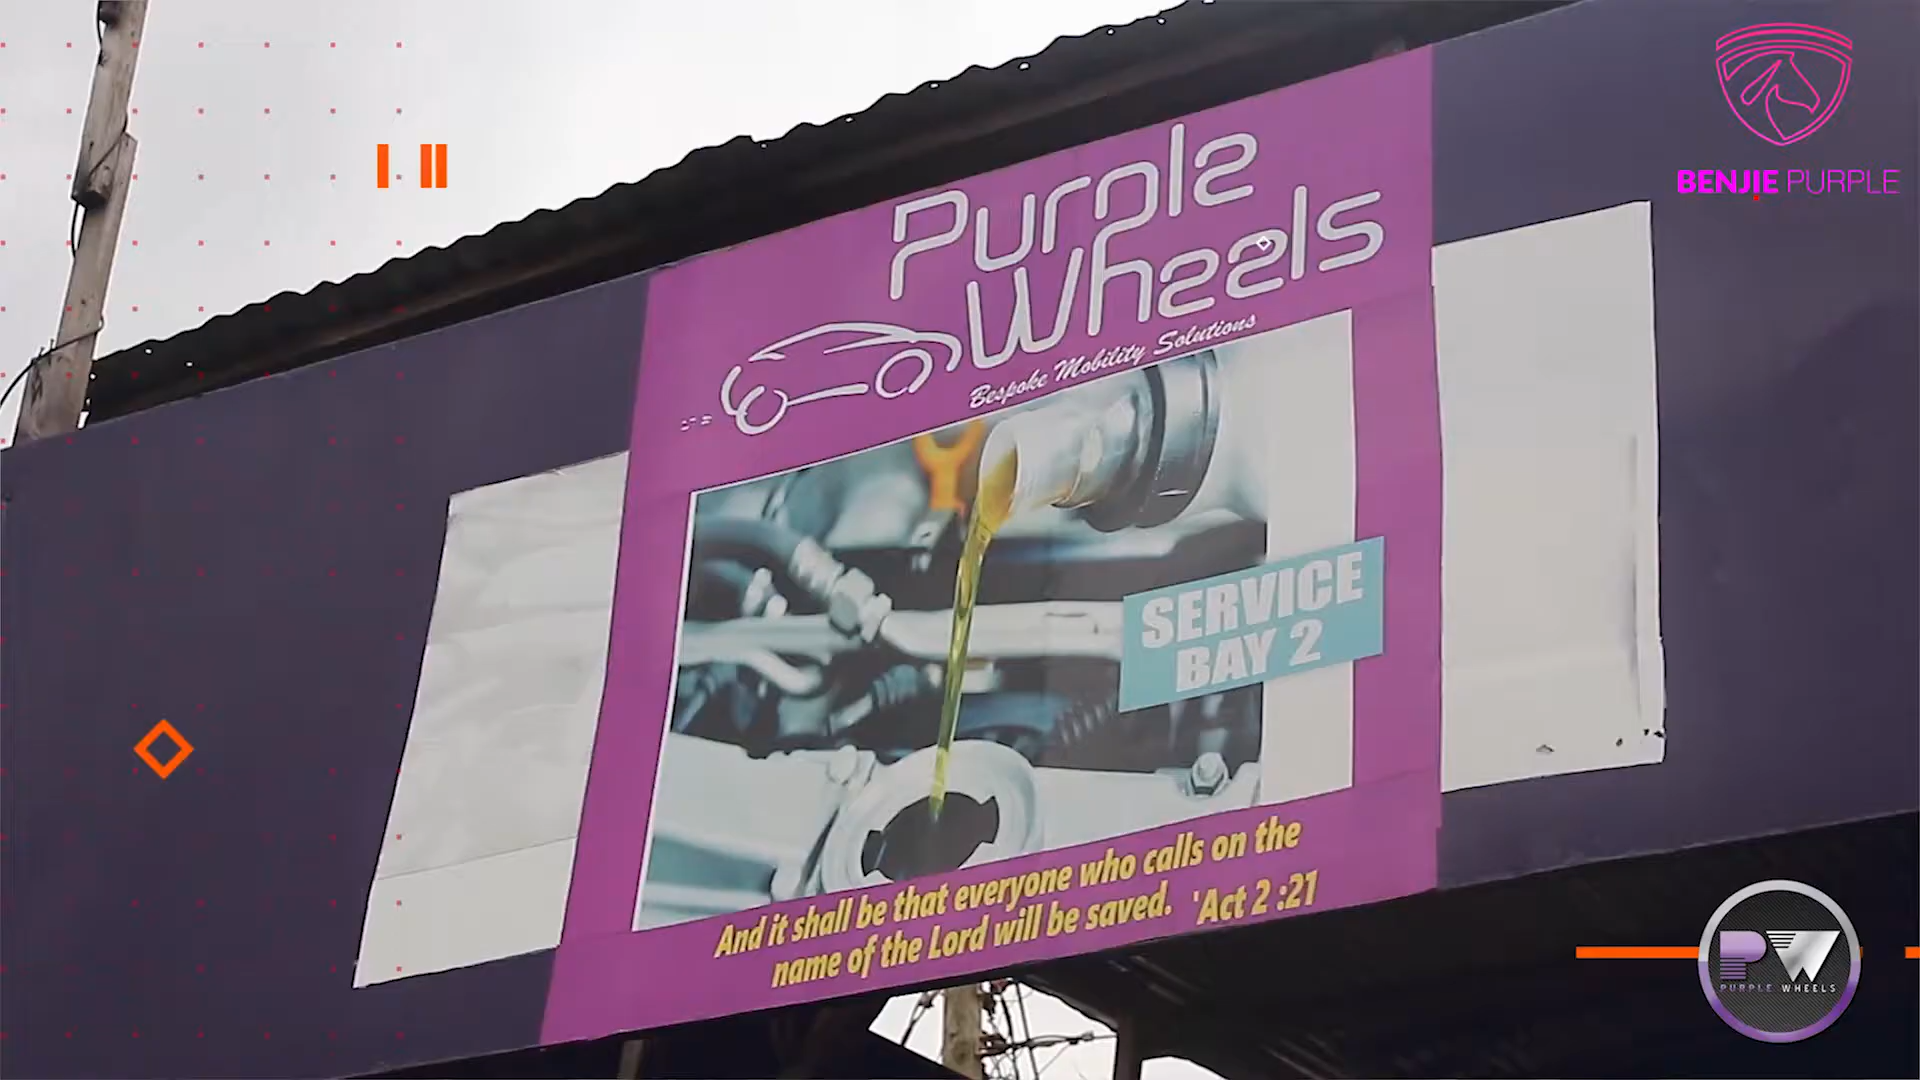 Purple
Wheels
Bespoke Mobility Solutions
SERVICE
BAY 2
And it shall be that everyone who calls on the
name of the Lord will be saved. 'Act 2 :21
BENJIE PURPLE
PW
PURPLE WHEELS